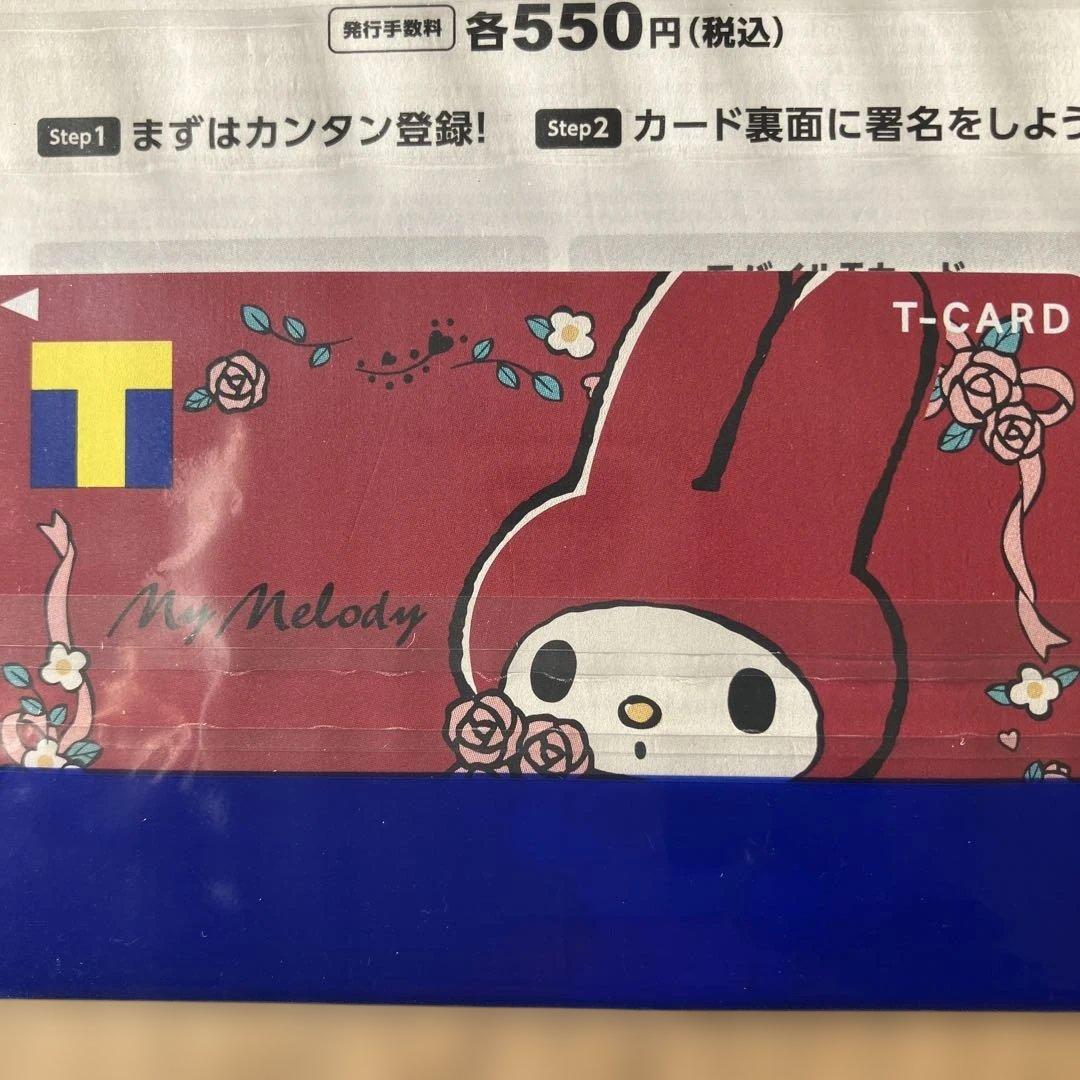 発行手数料 各550円(税込)
Step1 まずはカンタン登録! Step2 カード裏面に署名をしよう
T-CARD
T
My Melody